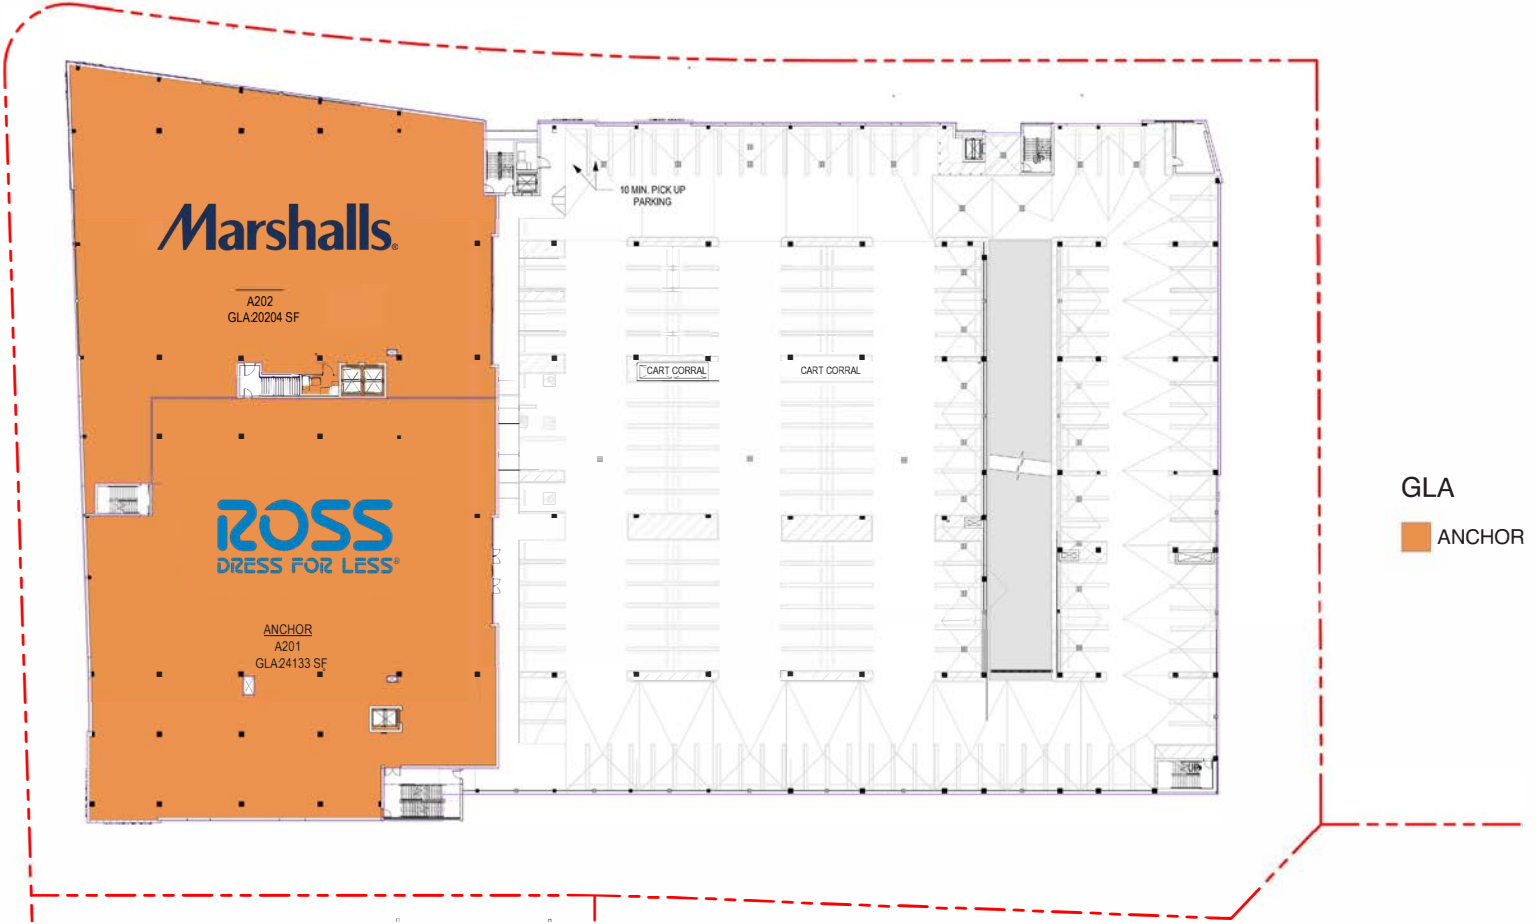 10 MIN. PICK UP
PARKING
Marshalls®
A202
GLA:20204 SF
CART CORRAL
CART CORRAL
ROSS
DRESS FOR LESS®
ANCHOR
A201
GLA:24133 SF
GLA
ANCHOR
UP